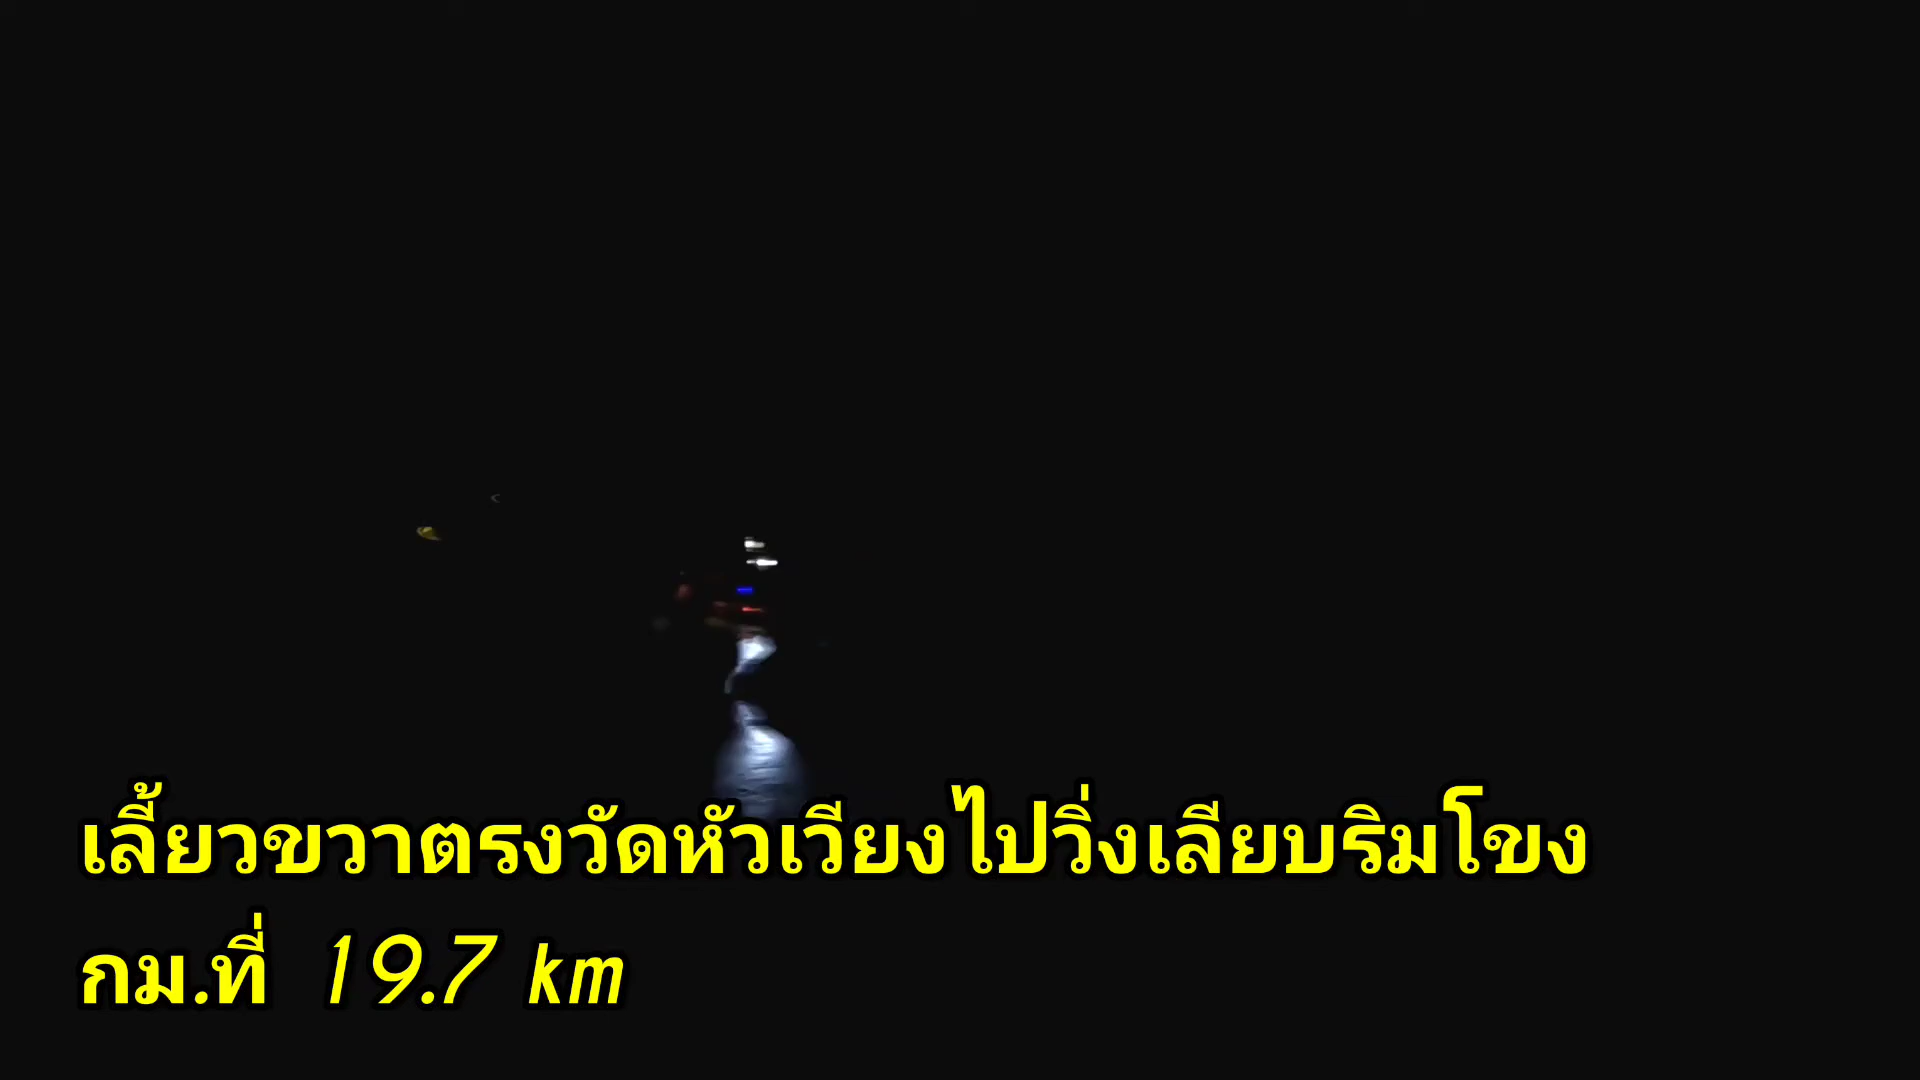 เลี้ยวขวาตรงวัดหัวเวียงไปวิ่งเลียบริมโขง
กม.ที่ 19.7 km